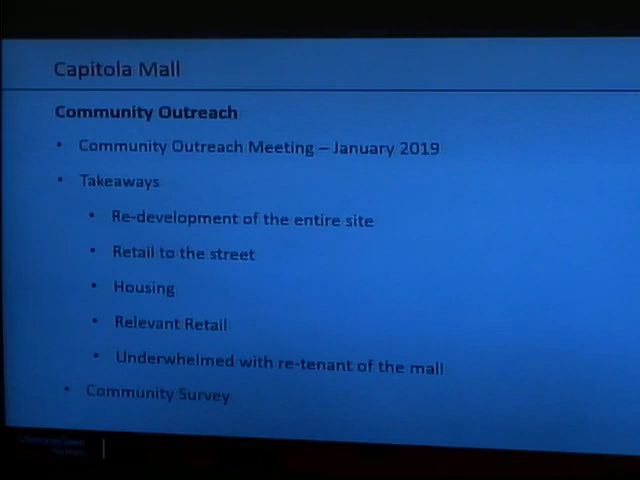 Capitola Mall
Community Outreach
• Community Outreach Meeting – January 2019
• Takeaways
• Re-development of the entire site
• Retail to the street
• Housing
• Relevant Retail
• Underwhelmed with re-tenant of the mall
• Community Survey